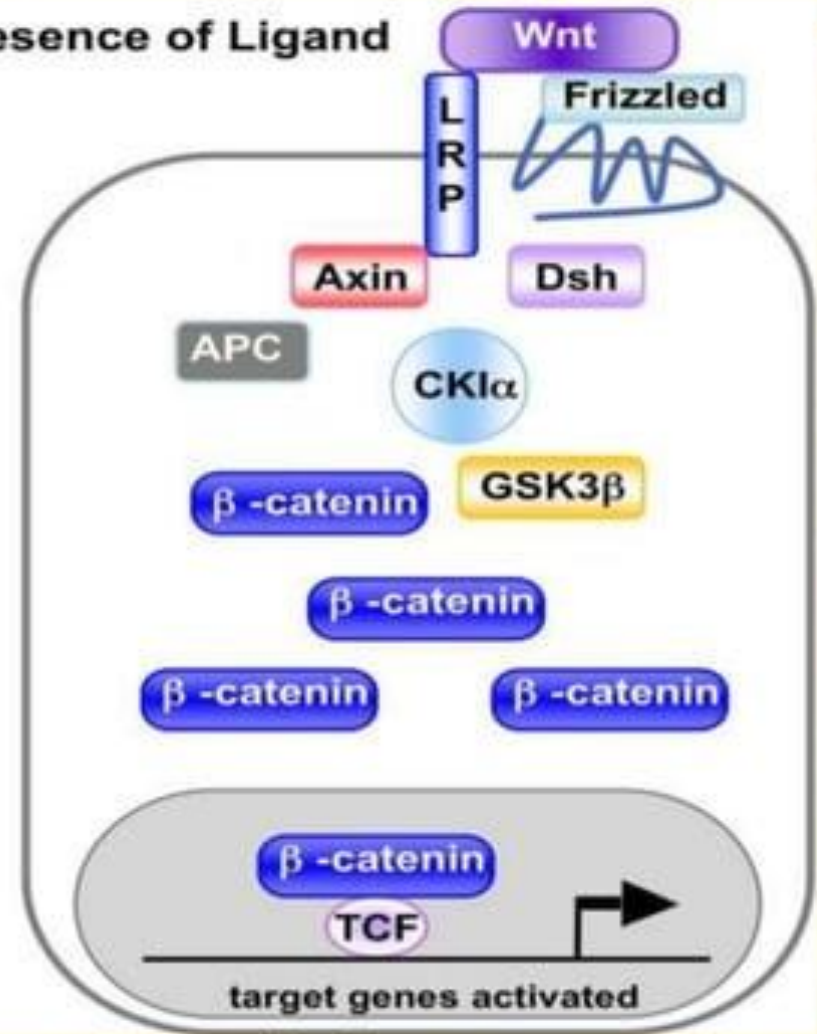 esence of Ligand
Wnt
Frizzled
L
R
P
Axin
Dsh
APC
CKIα
GSK3β
β -catenin
β -catenin
β -catenin
β -catenin
β -catenin
TCF
target genes activated